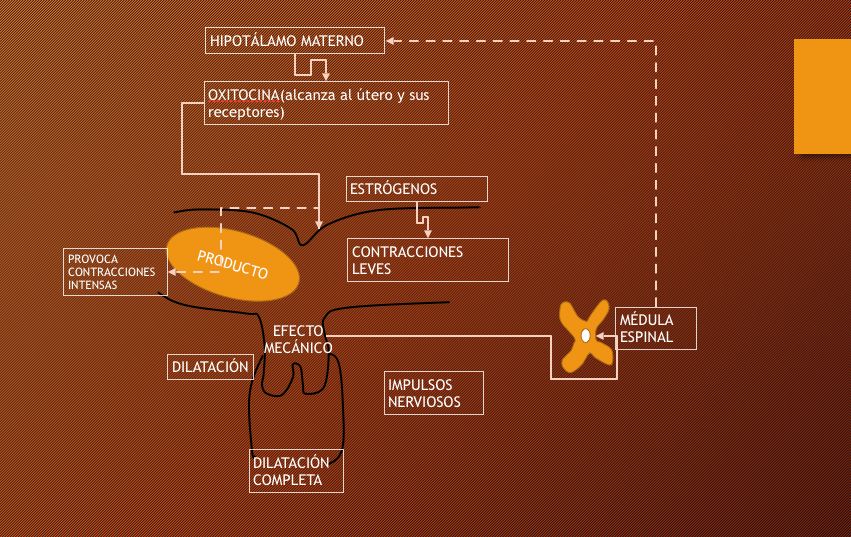 HIPOTÁLAMO MATERNO
OXITOCINA(alcanza al útero y sus
receptores)
ESTRÓGENOS
CONTRACCIONES
LEVES
PRODUCTO
PROVOCA
CONTRACCIONES
INTENSAS
EFECTO
MECÁNICO
MÉDULA
ESPINAL
DILATACIÓN
IMPULSOS
NERVIOSOS
DILATACIÓN
COMPLETA